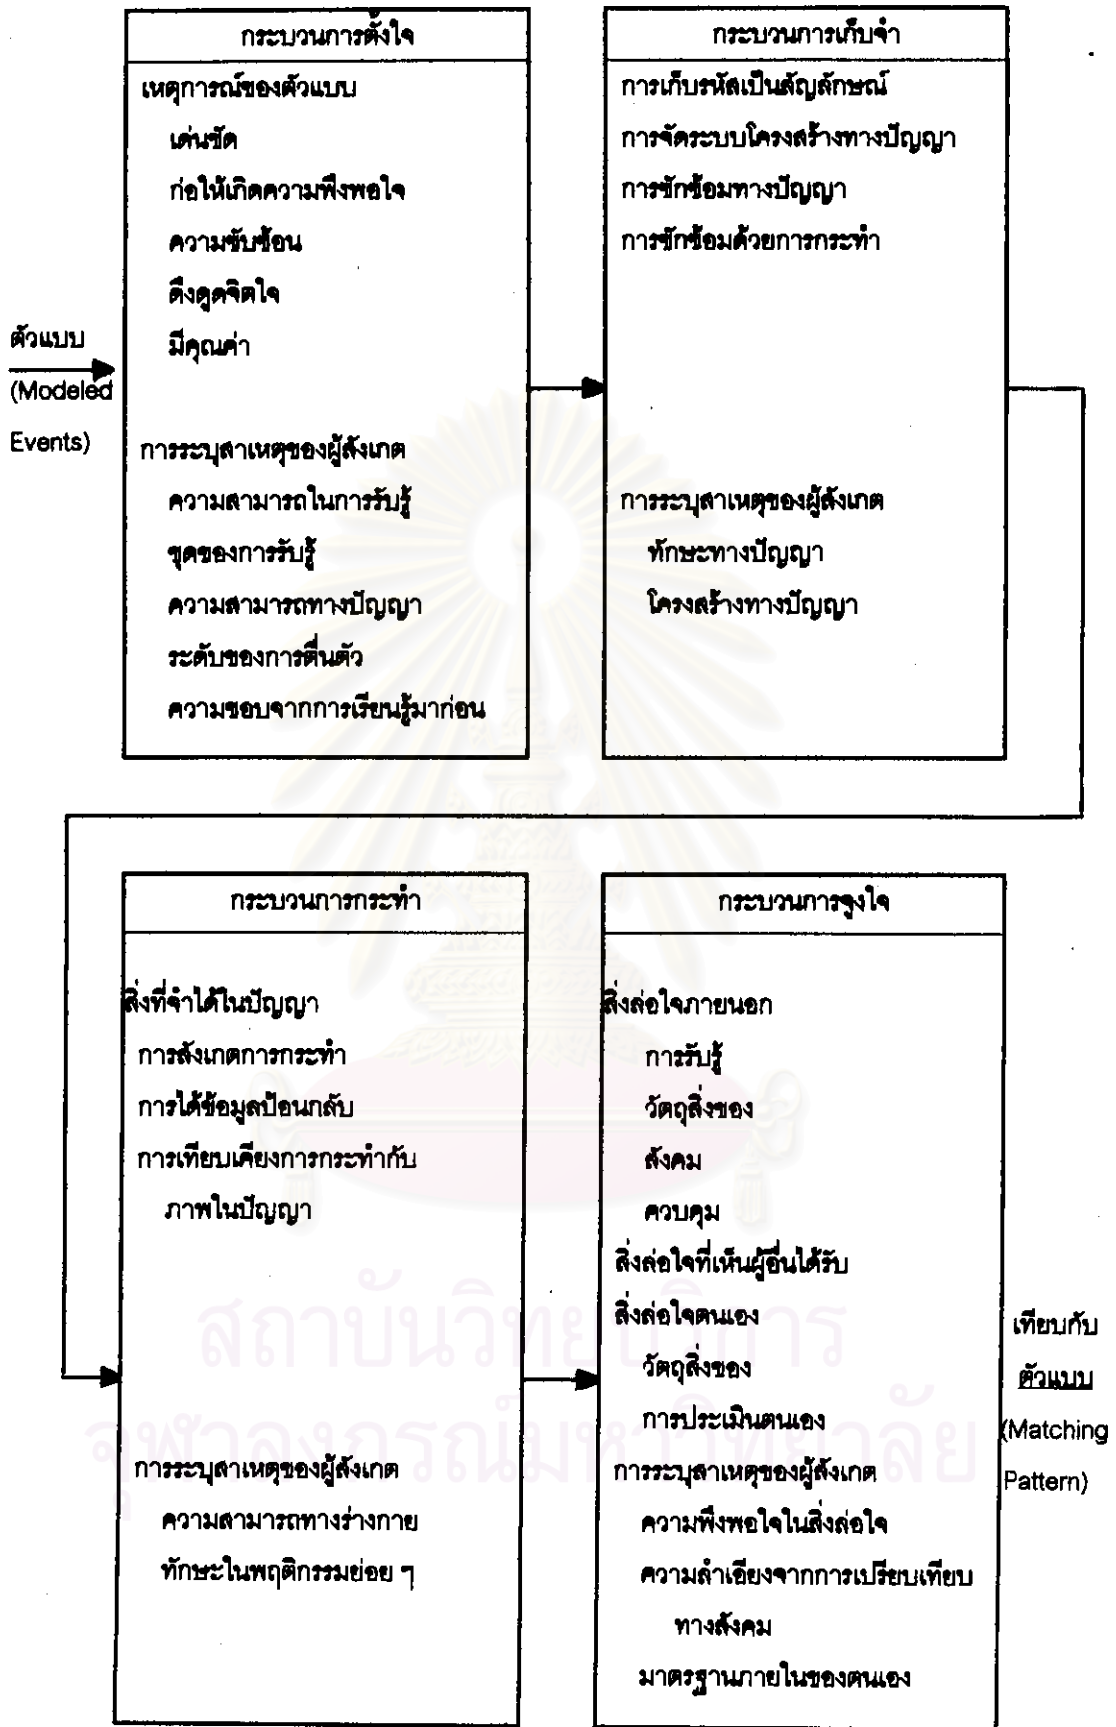 กระบวนการตั้งใจ
เหตุการณ์ของตัวแบบ
เด่นชัด
ก่อให้เกิดความพึงพอใจ
ความซับซ้อน
ดึงดูดจิตใจ
มีคุณค่า
การระบุสาเหตุของผู้สังเกต
ความสามารถในการรับรู้
ชุดของการรับรู้
ความสามารถทางปัญญา
ระดับของการตื่นตัว
ความชอบจากการเรียนรู้มาก่อน
ตัวแบบ
(Modeled
Events)
กระบวนการเก็บจำ
การเก็บรหัสเป็นสัญลักษณ์
การจัดระบบโครงสร้างทางปัญญา
การซักซ้อมทางปัญญา
การซักซ้อมด้วยการกระทำ
การระบุสาเหตุของผู้สังเกต
ทักษะทางปัญญา
โครงสร้างทางปัญญา
กระบวนการกระทำ
สิ่งที่จำได้ในปัญญา
การสังเกตการกระทำ
การได้ข้อมูลป้อนกลับ
การเทียบเคียงการกระทำกับ
ภาพในปัญญา
การระบุสาเหตุของผู้สังเกต
ความสามารถทางร่างกาย
ทักษะในพฤติกรรมย่อย ๆ
กระบวนการจูงใจ
สิ่งล่อใจภายนอก
การรับรู้
วัตถุสิ่งของ
สังคม
ควบคุม
สิ่งล่อใจที่เห็นผู้อื่นได้รับ
สิ่งล่อใจตนเอง
วัตถุสิ่งของ
การประเมินตนเอง
การระบุสาเหตุของผู้สังเกต
ความพึงพอใจในสิ่งล่อใจ
ความลำเอียงจากการเปรียบเทียบ
ทางสังคม
มาตรฐานภายในของตนเอง
เทียบกับ
ตัวแบบ
(Matching
Pattern)
สถาบันวิทยบริการ
จุฬาลงกรณ์มหาวิทยาลัย